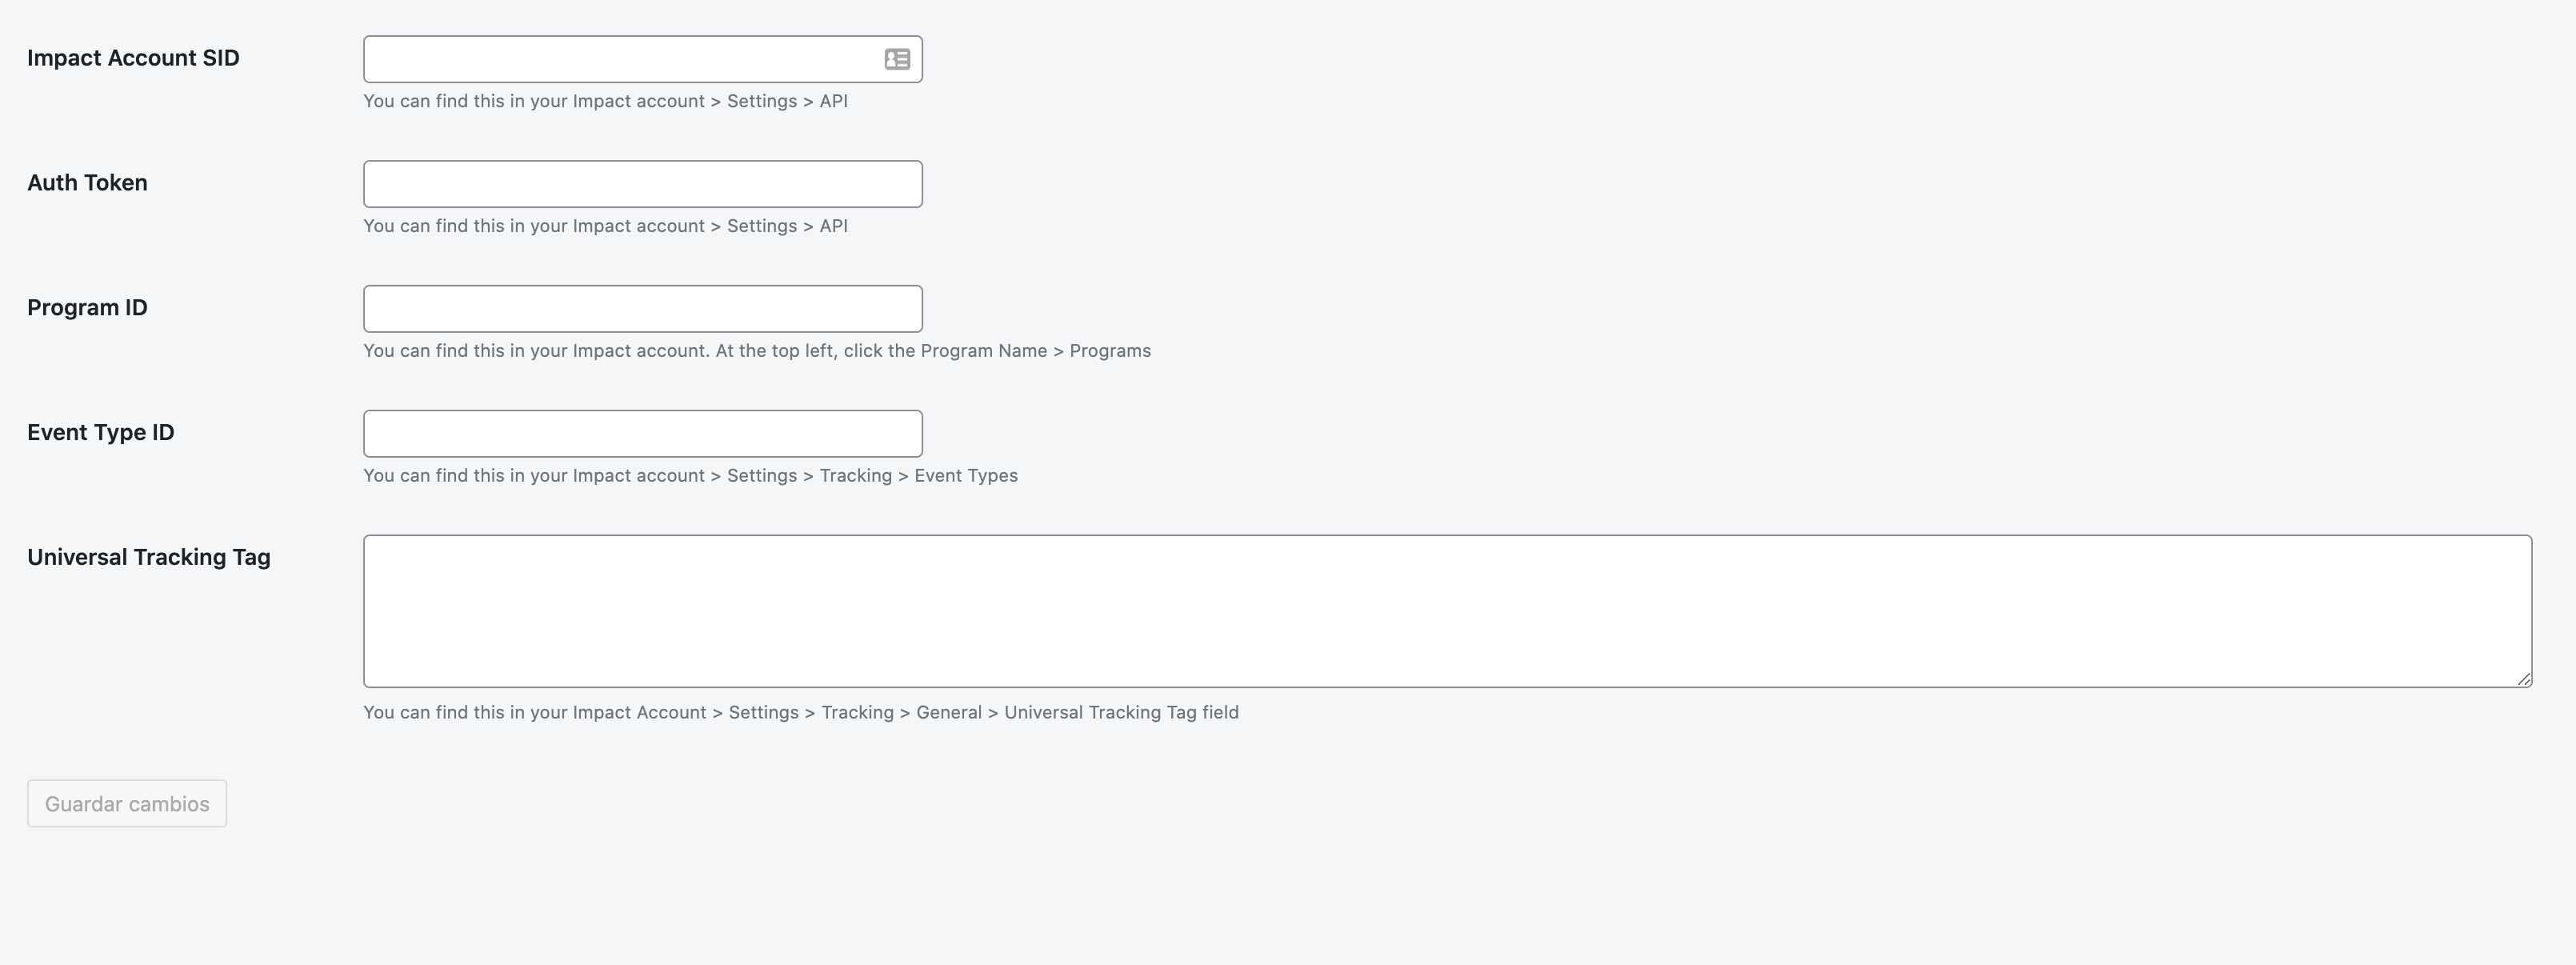 Impact Account SID
You can find this in your Impact account > Settings > API
Auth Token
You can find this in your Impact account > Settings > API
Program ID
You can find this in your Impact account. At the top left, click the Program Name > Programs
Event Type ID
You can find this in your Impact account > Settings > Tracking > Event Types
Universal Tracking Tag
You can find this in your Impact Account > Settings > Tracking > General > Universal Tracking Tag field
Guardar cambios